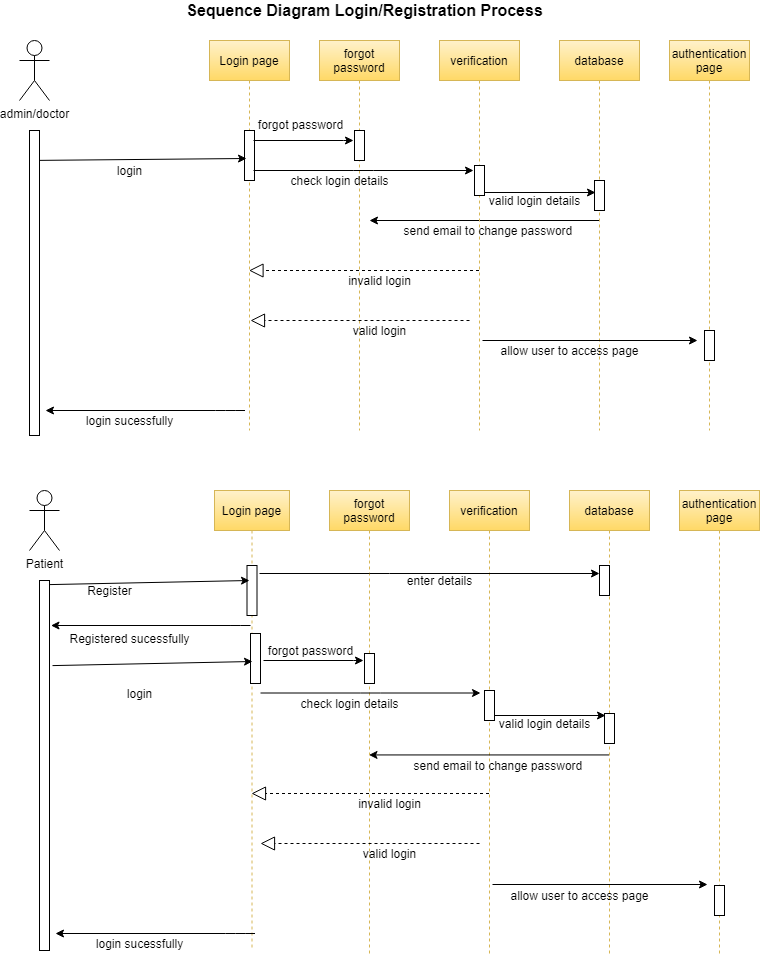 Sequence Diagram Login/Registration Process
Login page
forgot
password
verification
database
authentication
page
admin/doctor
forgot password
login
check login details
valid login details
send email to change password
invalid login
valid login
allow user to access page
login sucessfully
Login page
forgot
password
verification
database
authentication
page
Patient
enter details
Register
Registered sucessfully
forgot password
login
check login details
valid login details
send email to change password
invalid login
valid login
allow user to access page
login sucessfully